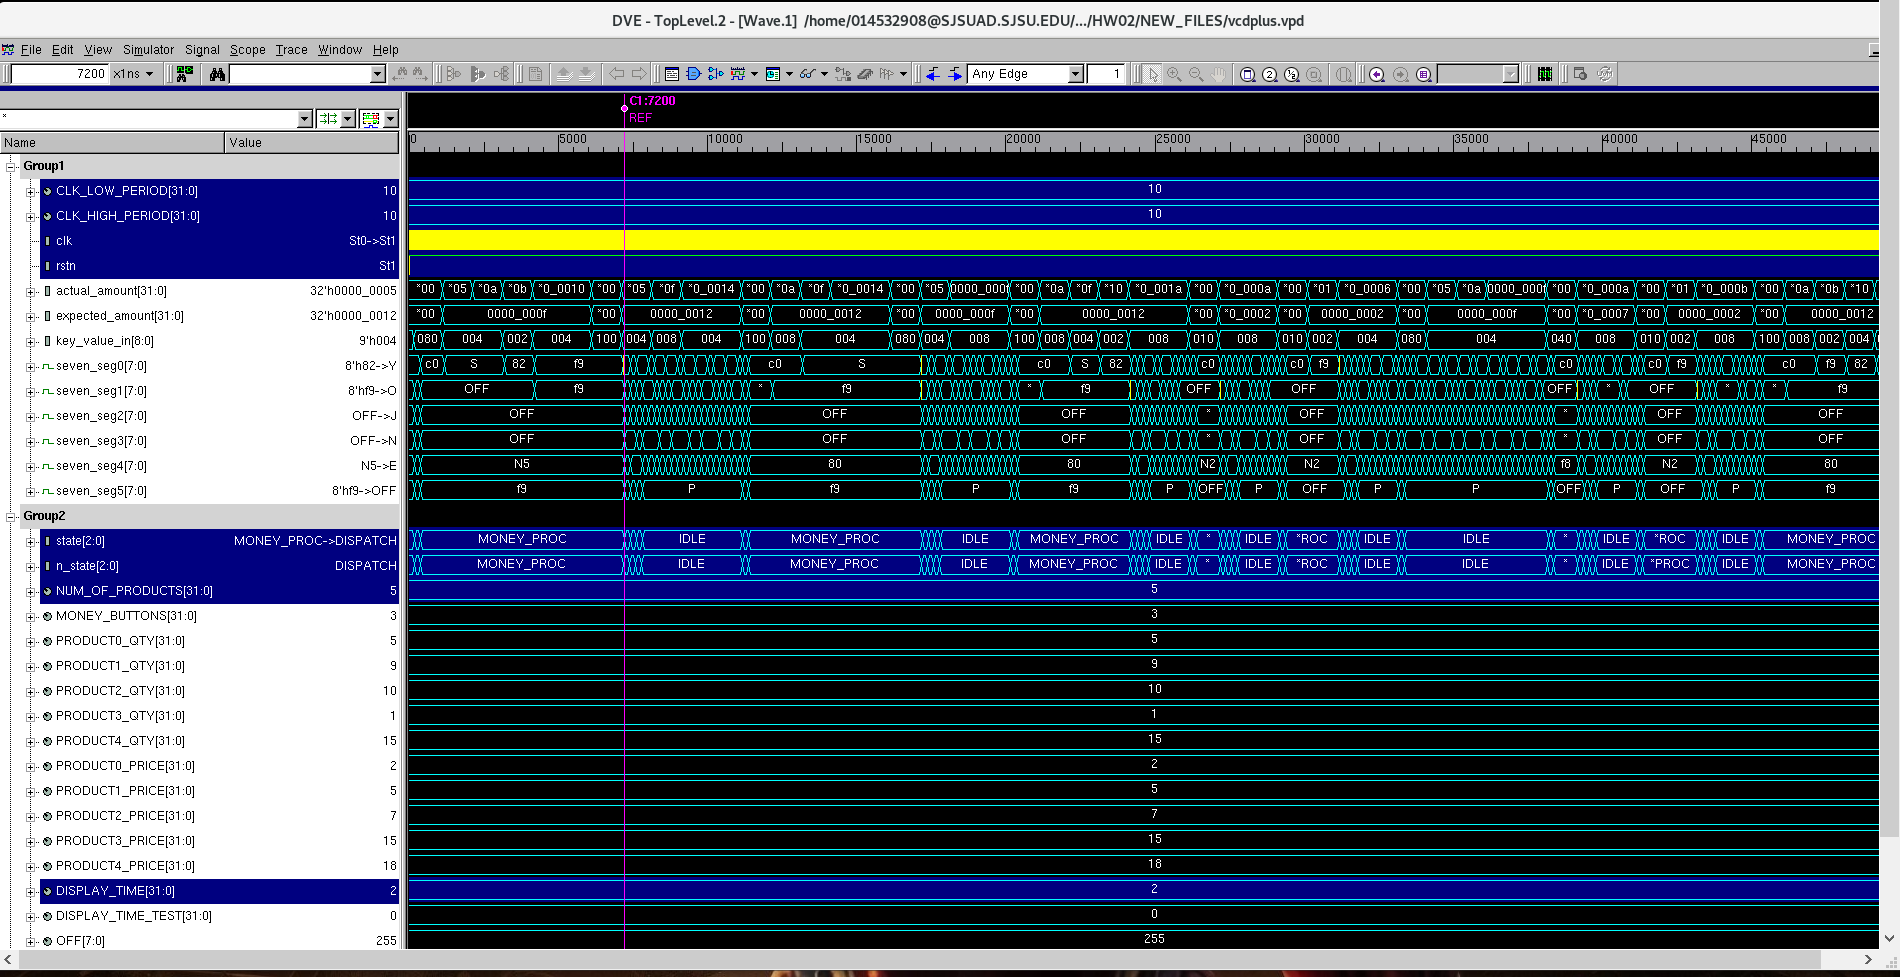 DVE - TopLevel.2 - [Wave.1] /home/014532908@SJSUAD.SJSU.EDU/.../HW02/NEW_FILES/vcdplus.vpd
File Edit View Simulator Signal Scope Trace Window Help
7200 x1ns Any Edge 1
C1:7200
REF
*
0 5000 10000 15000 20000 25000 30000 35000 40000 45000
Name Value
Group1
CLK_LOW_PERIOD[31:0] 10 10
CLK_HIGH_PERIOD[31:0] 10 10
clk St0->St1
rstn St1
actual_amount[31:0] 32'h0000_0005 *00 *05 *0a *0b *0_0010 *00 *05 *0f *0_0014 *00 *0a *0f *0_0014 *00 *05 0000_000f *00 *0a *0f *10 *0_001a *00 *0_000a *00 *01 *0_0006 *00 *05 *0a 0000_000f *00 *0_000a *00 *01 *0_000b *00 *0a *0b *10
expected_amount[31:0] 32'h0000_0012 *00 0000_000f *00 0000_0012 *00 0000_0012 *00 0000_000f *00 0000_0012 *00 *0_0002 *00 0000_0002 *00 0000_000f *00 *0_0007 *00 0000_0002 *00 0000_0012
key_value_in[8:0] 9'h004 080 004 002 004 100 004 008 004 100 008 004 080 004 008 100 008 004 002 008 010 008 010 002 004 080 004 040 008 010 002 008 100 008 002 004
seven_seg0[7:0] 8'h82->Y c0 S 82 f9 c0 S c0 S 82 c0 c0 f9 c0 c0 f9 c0 f9 82
seven_seg1[7:0] 8'hf9->O OFF f9 * f9 * f9 OFF OFF OFF * OFF * * f9
seven_seg2[7:0] OFF->J OFF OFF OFF * OFF * OFF OFF
seven_seg3[7:0] OFF->N OFF OFF OFF * OFF * OFF OFF
seven_seg4[7:0] N5->E N5 80 80 N2 N2 f8 N2 80
seven_seg5[7:0] 8'hf9->OFF f9 P f9 P f9 P OFF P OFF P P OFF P OFF P f9
Group2
state[2:0] MONEY_PROC->DISPATCH MONEY_PROC IDLE MONEY_PROC IDLE MONEY_PROC IDLE * IDLE *ROC IDLE IDLE * IDLE *ROC IDLE MONEY_PROC
n_state[2:0] DISPATCH MONEY_PROC IDLE MONEY_PROC IDLE MONEY_PROC IDLE * IDLE *ROC IDLE IDLE * IDLE *PROC IDLE MONEY_PROC
NUM_OF_PRODUCTS[31:0] 5 5
MONEY_BUTTONS[31:0] 3 3
PRODUCT0_QTY[31:0] 5 5
PRODUCT1_QTY[31:0] 9 9
PRODUCT2_QTY[31:0] 10 10
PRODUCT3_QTY[31:0] 1 1
PRODUCT4_QTY[31:0] 15 15
PRODUCT0_PRICE[31:0] 2 2
PRODUCT1_PRICE[31:0] 5 5
PRODUCT2_PRICE[31:0] 7 7
PRODUCT3_PRICE[31:0] 15 15
PRODUCT4_PRICE[31:0] 18 18
DISPLAY_TIME[31:0] 2 2
DISPLAY_TIME_TEST[31:0] 0 0
OFF[7:0] 255 255